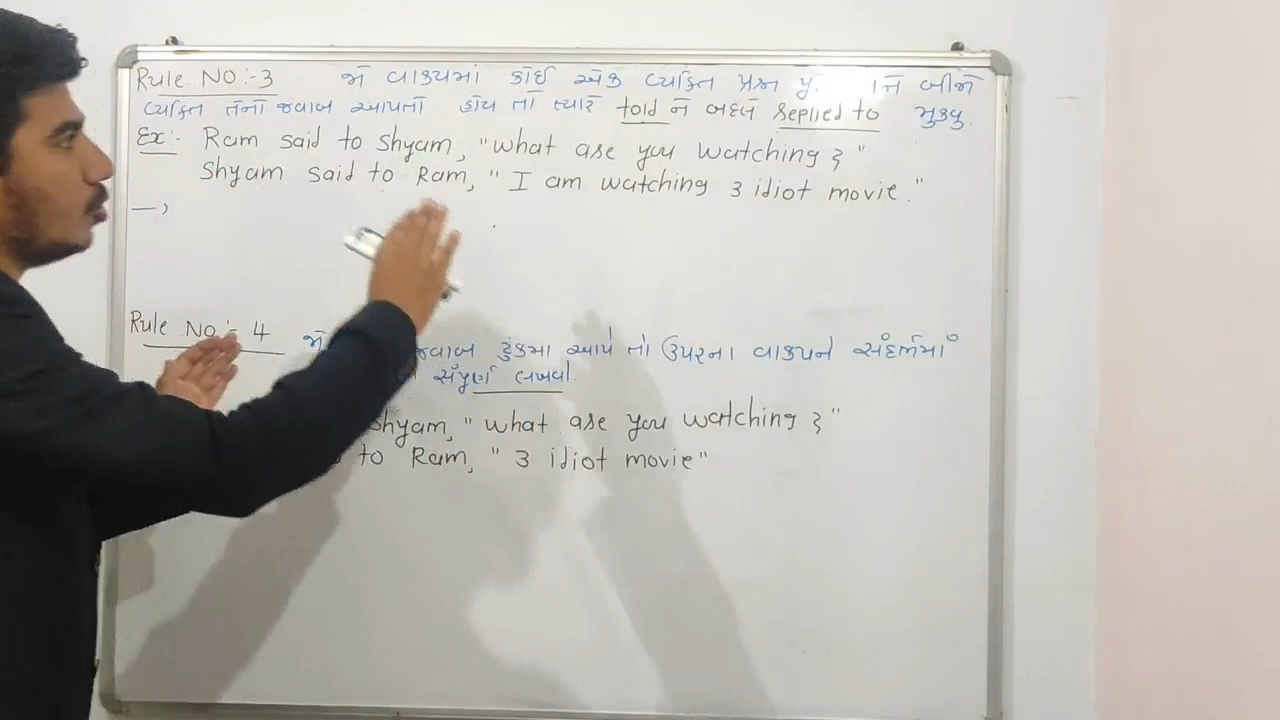 Rule NO:-3 જો વાક્યમાં કોઈ એક વ્યક્તિ પ્રશ્ન પુ. ને બીજો
વ્યક્તિ તેનો જવાબ આપતો હોય તો ત્યારે told ને બદલે replied to મુકવુ.
Ex:- Ram said to Shyam, "What are you watching ?"
Shyam said to Ram, "I am watching 3 idiot movie."
→
Rule NO:- 4 જો જવાબ ટુંકમા આપે તો ઉપરના વાક્યને સંદર્ભમાં
સંપૂર્ણ લખવો.
Shyam, "What are you watching ?"
to Ram, "3 idiot movie"